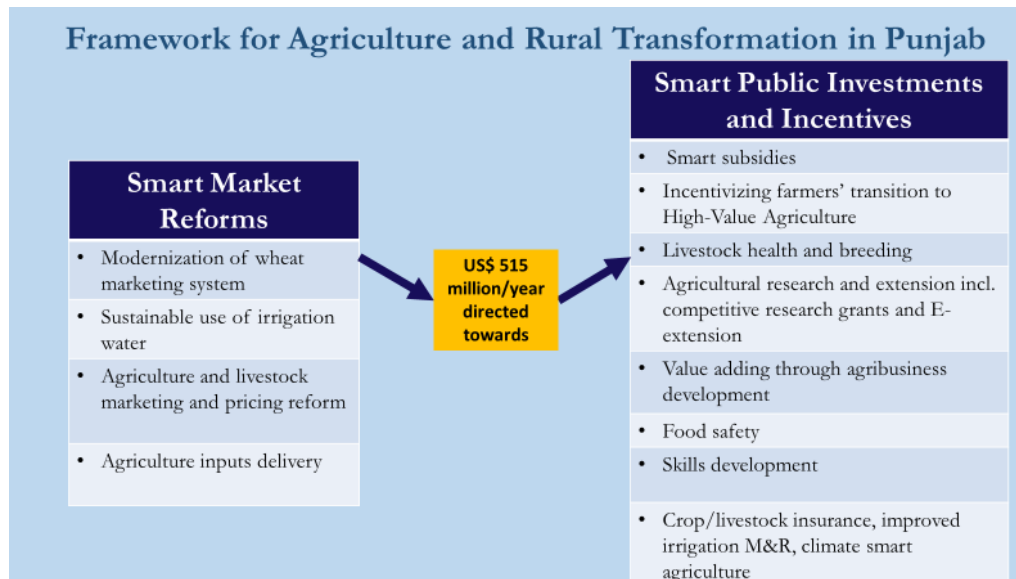 Framework for Agriculture and Rural Transformation in Punjab
Smart Market
Reforms
• Modernization of wheat
marketing system
• Sustainable use of irrigation
water
• Agriculture and livestock
marketing and pricing reform
• Agriculture inputs delivery
US$ 515
million/year
directed
towards
Smart Public Investments
and Incentives
• Smart subsidies
• Incentivizing farmers' transition to
High-Value Agriculture
• Livestock health and breeding
• Agricultural research and extension incl.
competitive research grants and E-
extension
• Value adding through agribusiness
development
• Food safety
• Skills development
• Crop/livestock insurance, improved
irrigation M&R, climate smart
agriculture